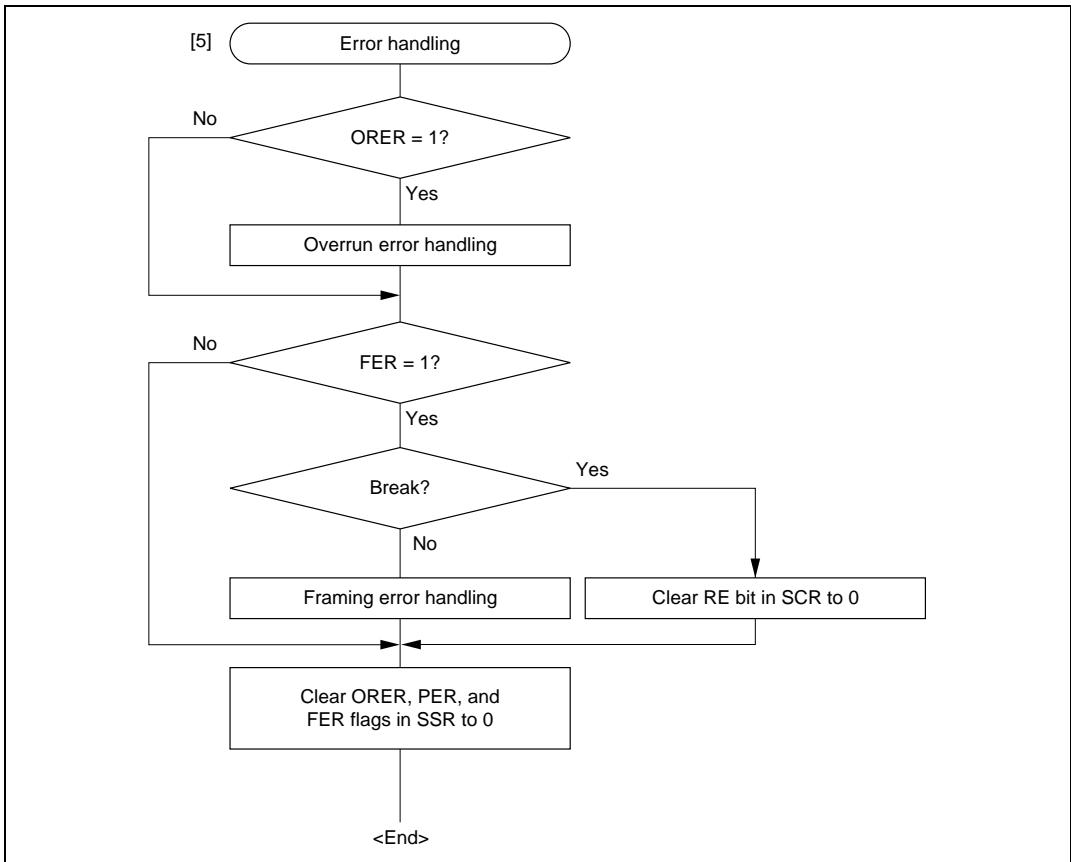 [5]
Error handling
No
ORER = 1?
Yes
Overrun error handling
No
FER = 1?
Yes
Yes
Break?
No
Framing error handling
Clear RE bit in SCR to 0
Clear ORER, PER, and
FER flags in SSR to 0
<End>